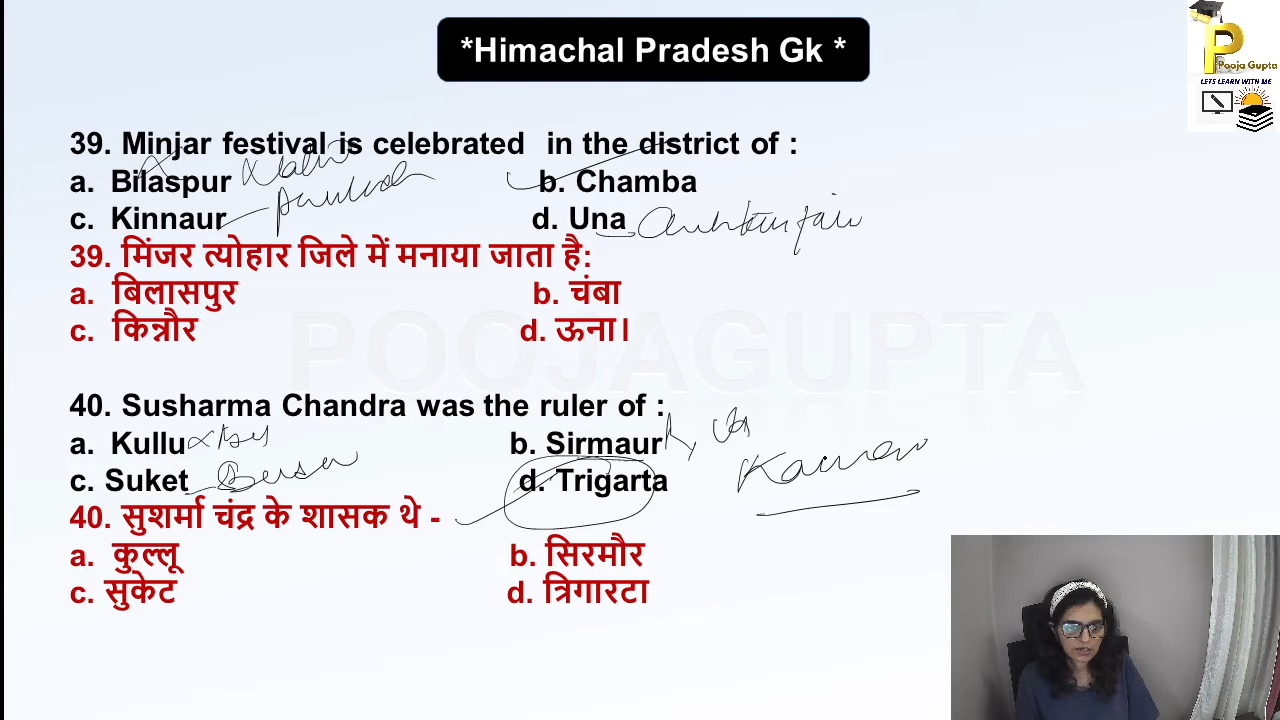 *Himachal Pradesh Gk *
Pooja Gupta
LETS LEARN WITH ME
39. Minjar festival is celebrated in the district of :
a. Bilaspur b. Chamba
c. Kinnaur d. Una
39. मिंजर त्योहार जिले में मनाया जाता है:
a. बिलासपुर b. चंबा
c. किन्नौर d. ऊना।
POOJAGUPTA
40. Susharma Chandra was the ruler of :
a. Kullu b. Sirmaur
c. Suket d. Trigarta
40. सुशर्मा चंद्र के शासक थे -
a. कुल्लू b. सिरमौर
c. सुकेट d. त्रिगारटा